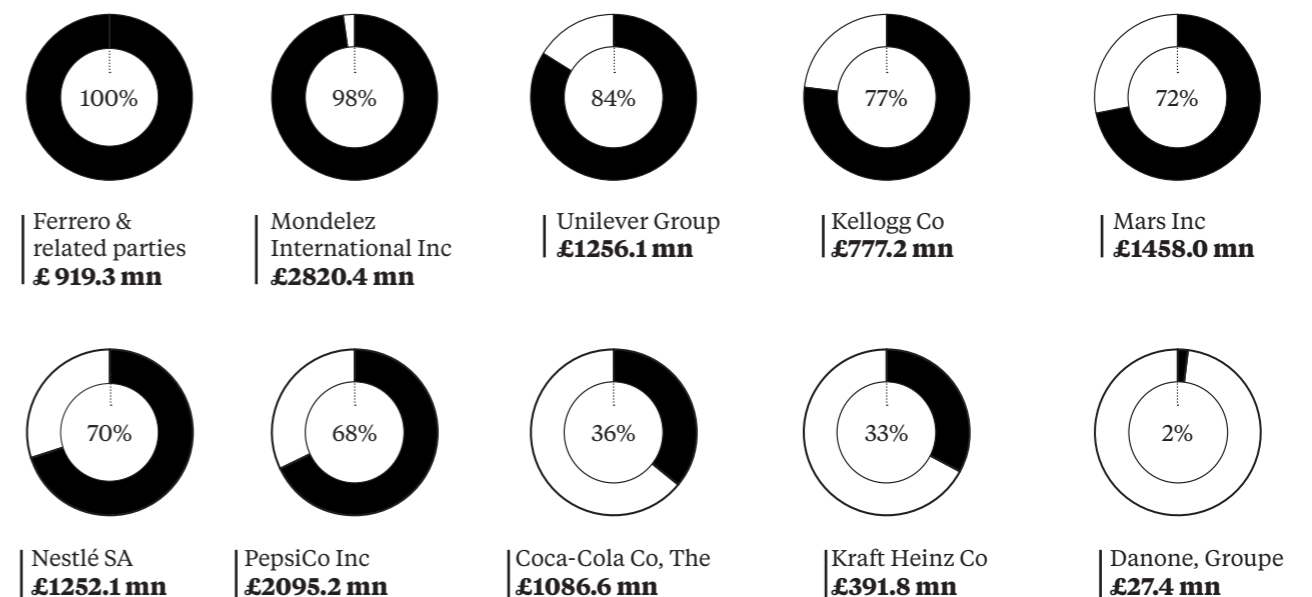 100%
98%
84%
77%
72%
Ferrero &
related parties
£ 919.3 mn
Mondelez
International Inc
£2820.4 mn
Unilever Group
£1256.1 mn
Kellogg Co
£777.2 mn
Mars Inc
£1458.0 mn
70%
68%
36%
33%
2%
Nestlé SA
£1252.1 mn
PepsiCo Inc
£2095.2 mn
Coca-Cola Co, The
£1086.6 mn
Kraft Heinz Co
£391.8 mn
Danone, Groupe
£27.4 mn